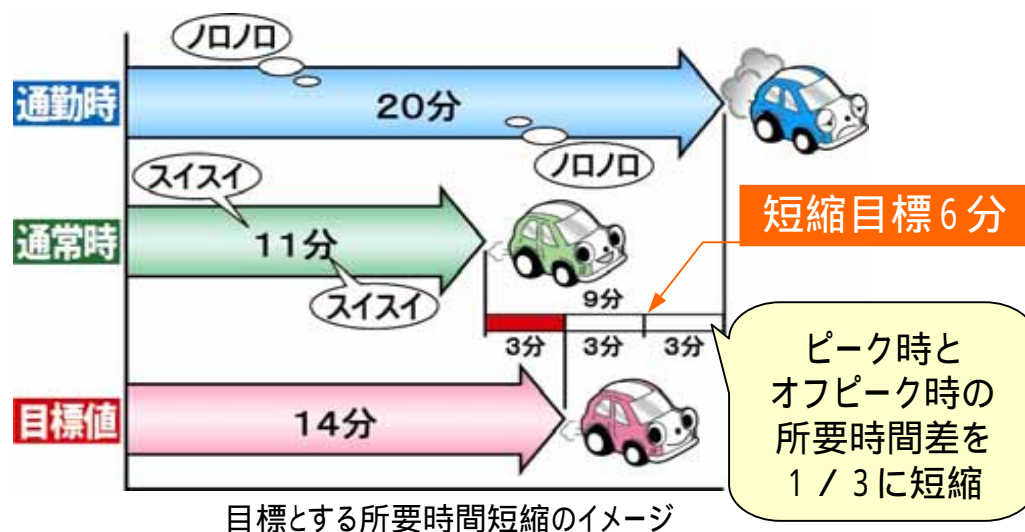 ノロノロ
通勤時
20分
ノロノロ
スイスイ
短縮目標6分
通常時
11分
スイスイ
9分
3分
3分
3分
ピーク時と
オフピーク時の
所要時間差を
1/3に短縮
目標値
14分
目標とする所要時間短縮のイメージ